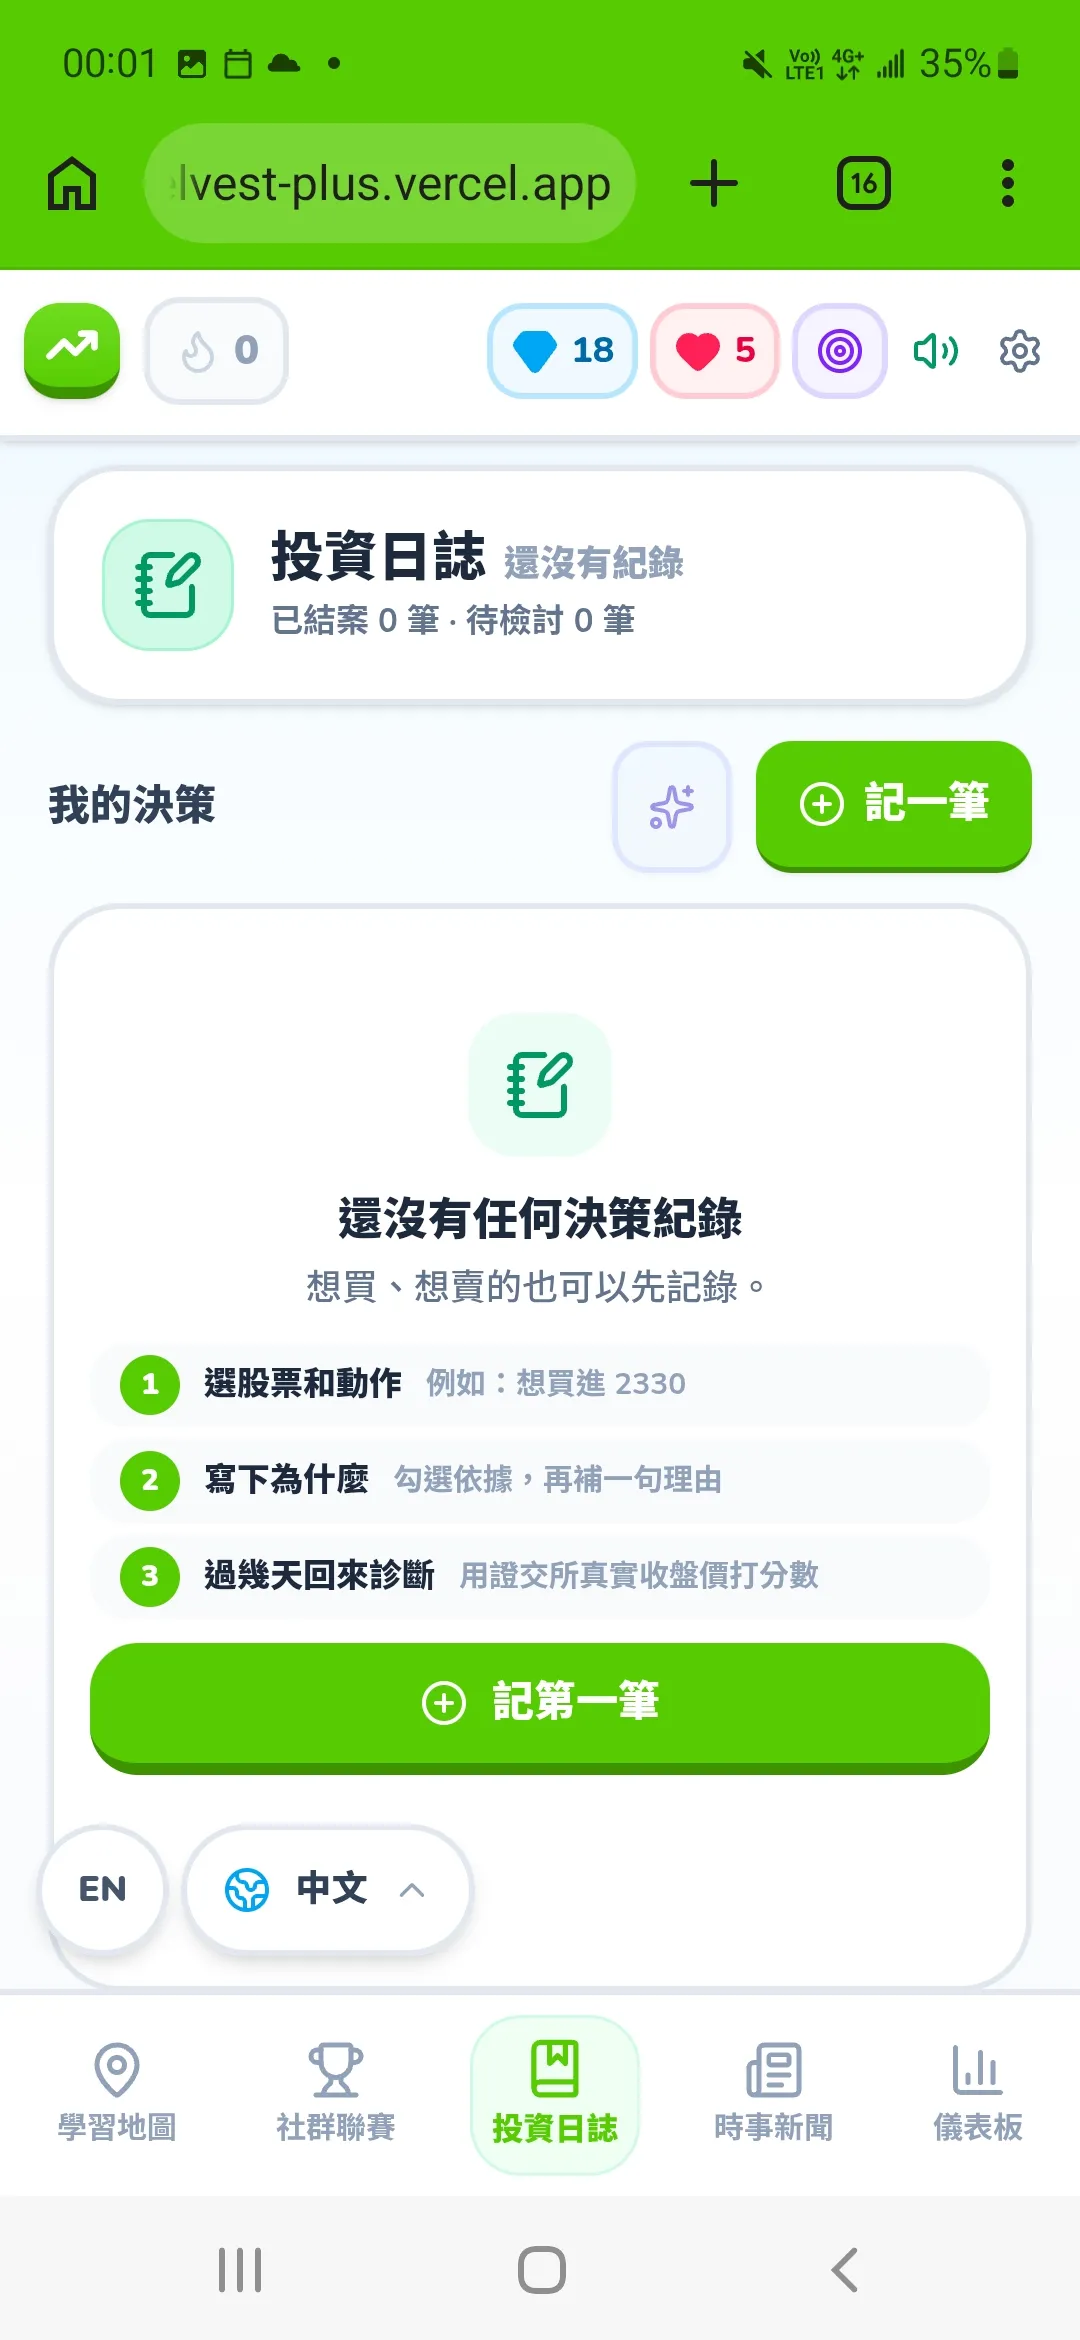 00:01
Vo)) LTE1 4G+ 35%
elvest-plus.vercel.app
16
0 18 5
投資日誌 還沒有紀錄
已結案 0 筆 · 待檢討 0 筆
我的決策
記一筆
還沒有任何決策紀錄
想買、想賣的也可以先記錄。
1 選股票和動作 例如：想買進 2330
2 寫下為什麼 勾選依據，再補一句理由
3 過幾天回來診斷 用證交所真實收盤價打分數
記第一筆
EN 中文
學習地圖 社群聯賽 投資日誌 時事新聞 儀表板